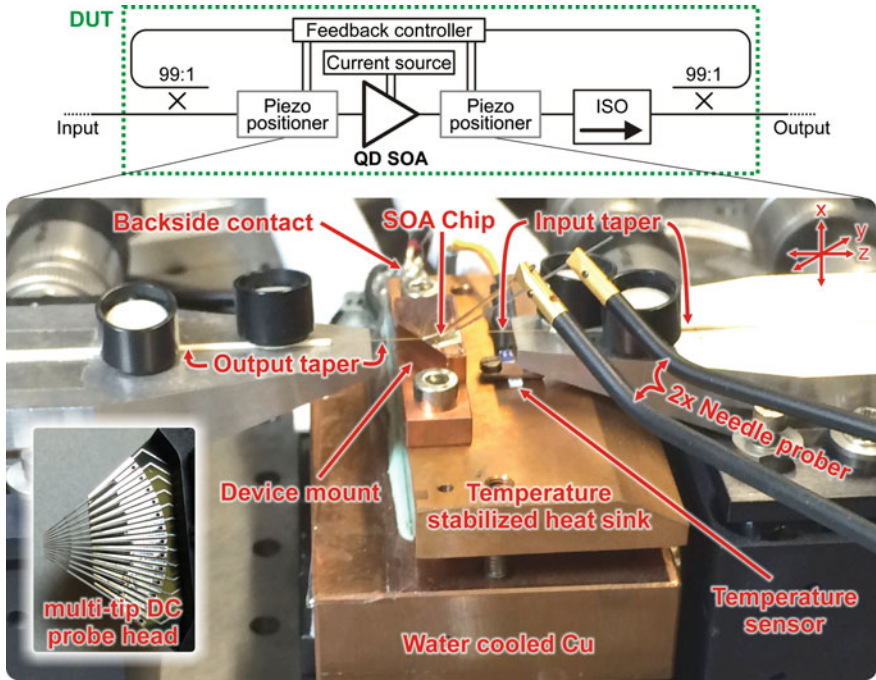 DUT
Feedback controller
Current source
99:1
99:1
Piezo
positioner
Piezo
positioner
ISO
Input
Output
QD SOA
Backside contact
SOA Chip
Input taper
x
y
z
Output taper
2x Needle prober
Device mount
Temperature
stabilized heat sink
multi-tip DC
probe head
Temperature
sensor
Water cooled Cu